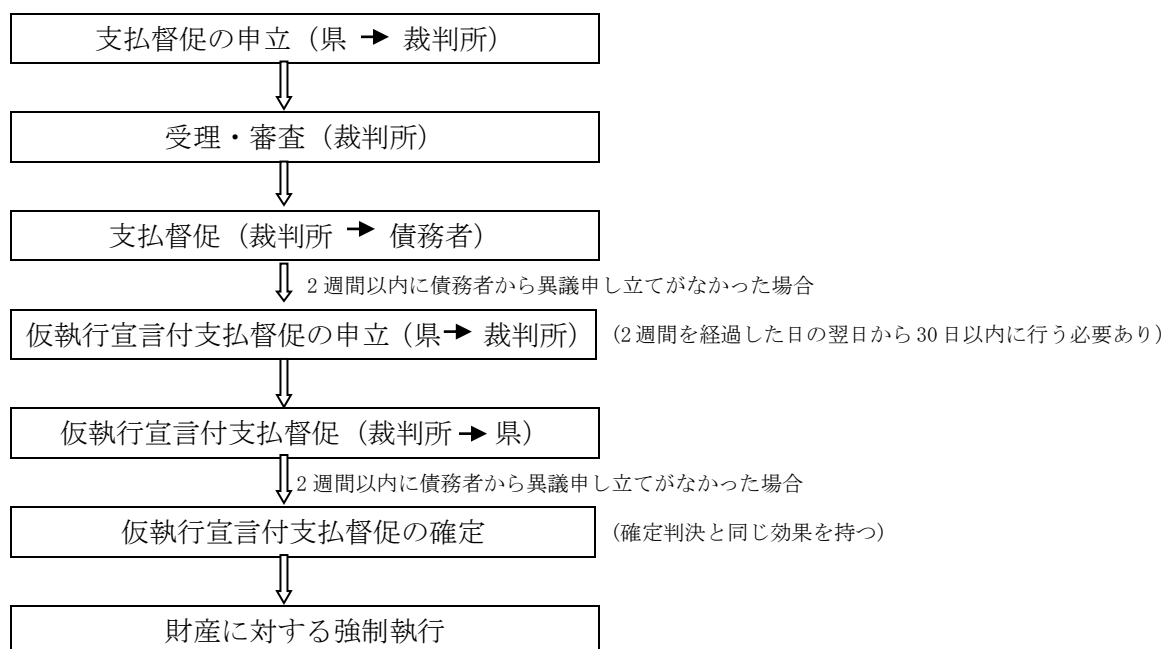 支払督促の申立（県 → 裁判所）
受理・審査（裁判所）
支払督促（裁判所 → 債務者）
2 週間以内に債務者から異議申し立てがなかった場合
仮執行宣言付支払督促の申立（県→ 裁判所）
（2 週間を経過した日の翌日から 30 日以内に行う必要あり）
仮執行宣言付支払督促（裁判所 → 県）
2 週間以内に債務者から異議申し立てがなかった場合
仮執行宣言付支払督促の確定
（確定判決と同じ効果を持つ）
財産に対する強制執行